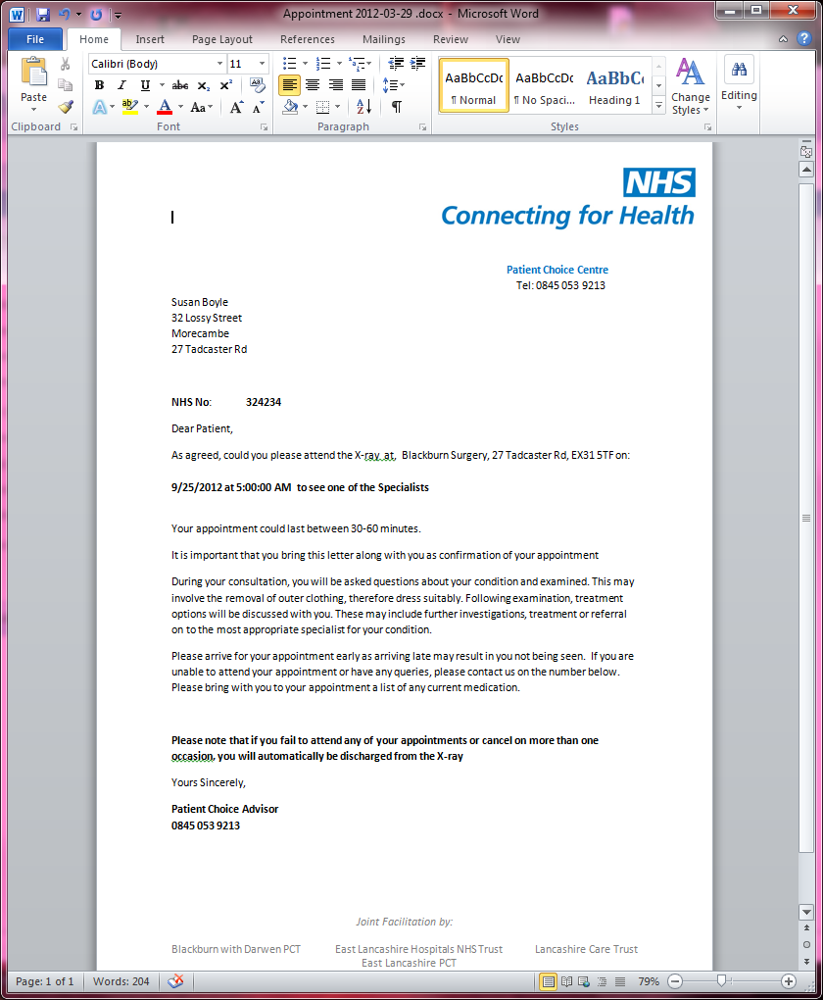 Appointment 2012-03-29 .docx - Microsoft Word
File Home Insert Page Layout References Mailings Review View
Paste
Clipboard
Calibri (Body) 11
B I U abc x₂ x²
A ab A Aa A A
Font
Paragraph
AaBbCcDc AaBbCcDc AaBbC
¶ Normal ¶ No Spaci... Heading 1
Change Styles
Styles
Editing
NHS
Connecting for Health
Patient Choice Centre
Tel: 0845 053 9213
Susan Boyle
32 Lossy Street
Morecambe
27 Tadcaster Rd
NHS No: 324234
Dear Patient,
As agreed, could you please attend the X-ray at, Blackburn Surgery, 27 Tadcaster Rd, EX31 5TF on:
9/25/2012 at 5:00:00 AM to see one of the Specialists
Your appointment could last between 30-60 minutes.
It is important that you bring this letter along with you as confirmation of your appointment
During your consultation, you will be asked questions about your condition and examined. This may
involve the removal of outer clothing, therefore dress suitably. Following examination, treatment
options will be discussed with you. These may include further investigations, treatment or referral
on to the most appropriate specialist for your condition.
Please arrive for your appointment early as arriving late may result in you not being seen. If you are
unable to attend your appointment or have any queries, please contact us on the number below.
Please bring with you to your appointment a list of any current medication.
Please note that if you fail to attend any of your appointments or cancel on more than one
occasion, you will automatically be discharged from the X-ray
Yours Sincerely,
Patient Choice Advisor
0845 053 9213
Joint Facilitation by:
Blackburn with Darwen PCT East Lancashire Hospitals NHS Trust Lancashire Care Trust
East Lancashire PCT
Page: 1 of 1 Words: 204 79%